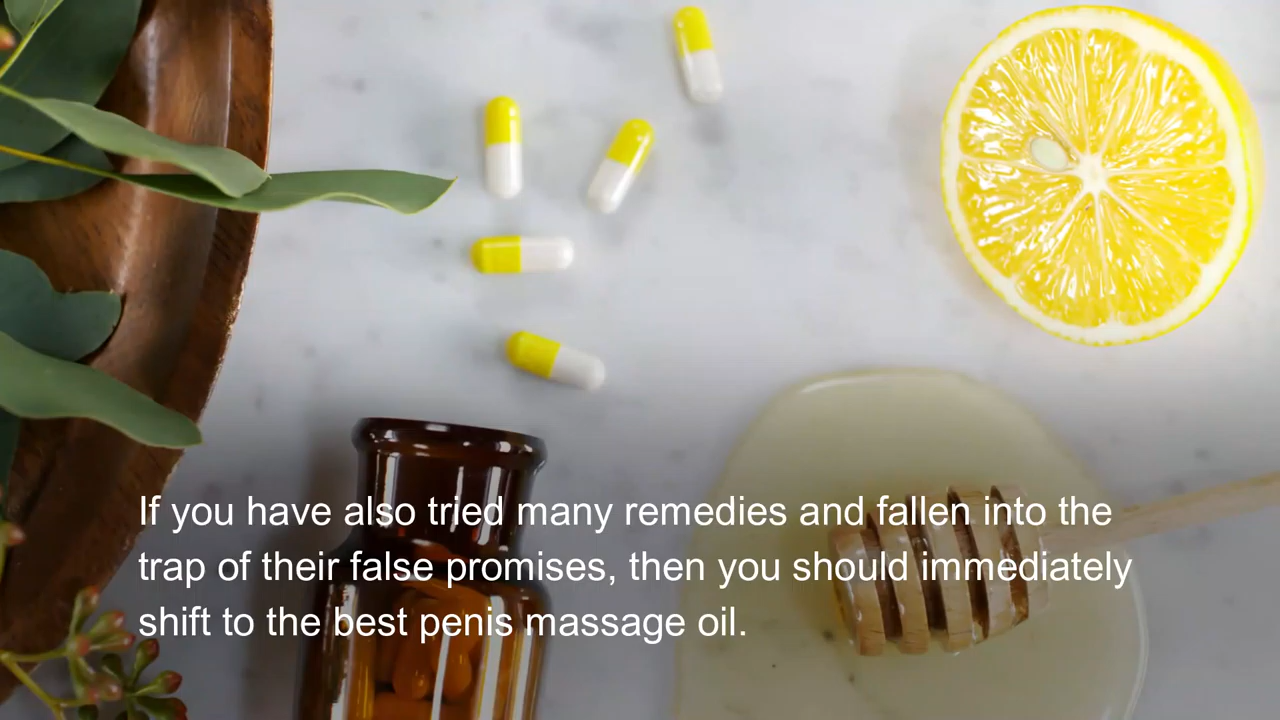 If you have also tried many remedies and fallen into the
trap of their false promises, then you should immediately
shift to the best penis massage oil.